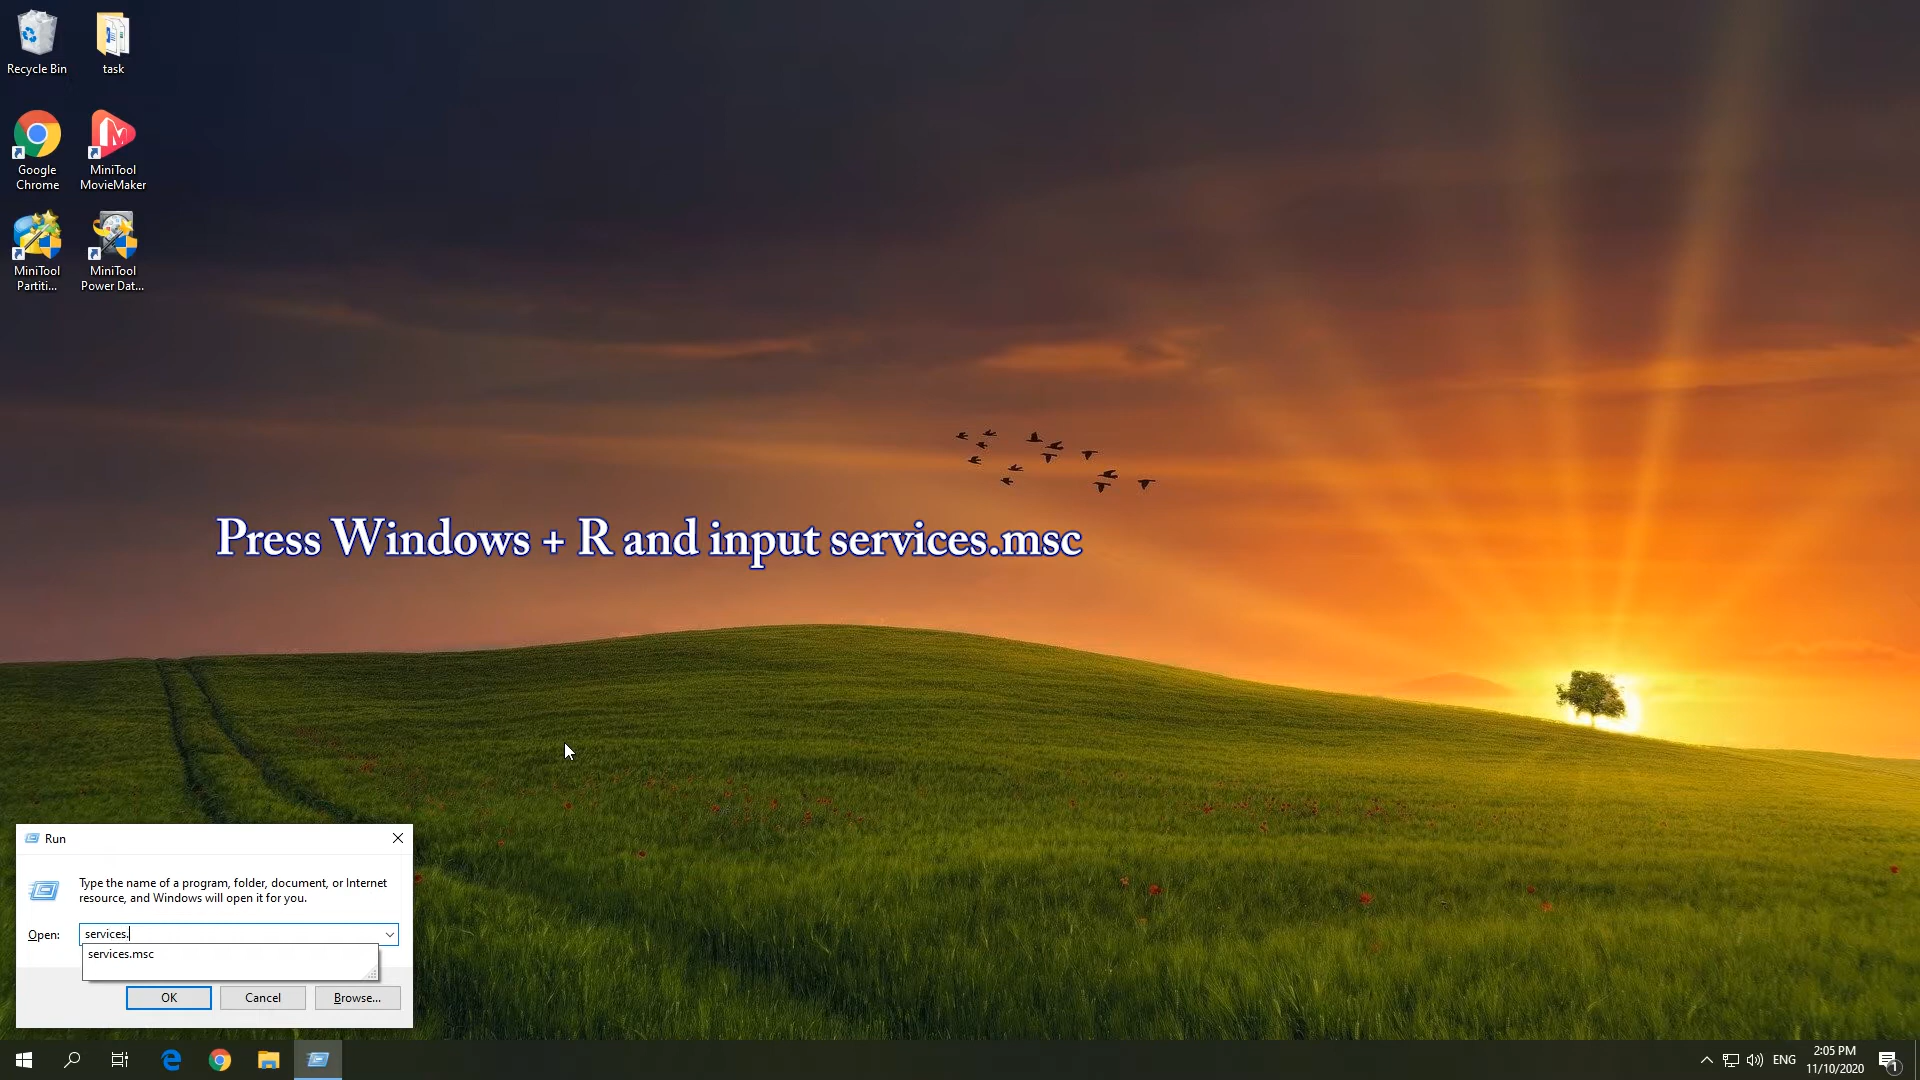 Recycle Bin
task
Google
Chrome
MiniTool
MovieMaker
MiniTool
Partiti...
MiniTool
Power Dat...
Press Windows + R and input services.msc
Run
Type the name of a program, folder, document, or Internet
resource, and Windows will open it for you.
Open:
services.
services.msc
OK
Cancel
Browse...
ENG
2:05 PM
11/10/2020
1